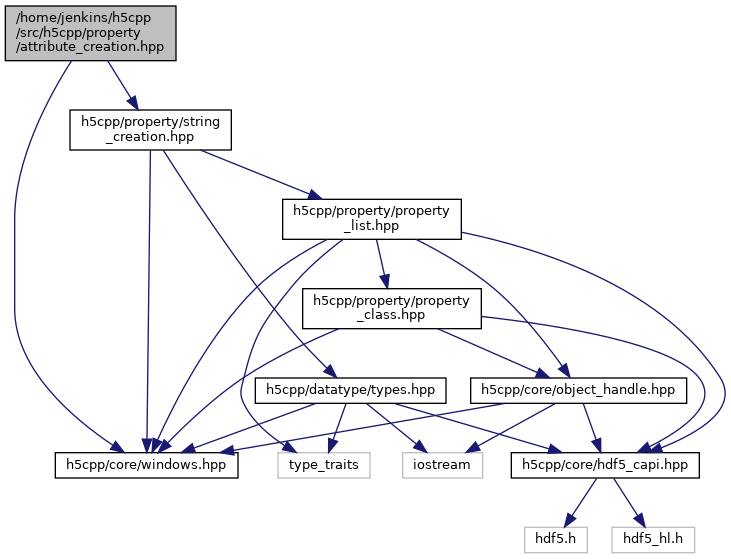 /home/jenkins/h5cpp
/src/h5cpp/property
/attribute_creation.hpp
h5cpp/property/string
_creation.hpp
h5cpp/property/property
_list.hpp
h5cpp/property/property
_class.hpp
h5cpp/datatype/types.hpp
h5cpp/core/object_handle.hpp
h5cpp/core/windows.hpp
type_traits
iostream
h5cpp/core/hdf5_capi.hpp
hdf5.h
hdf5_hl.h